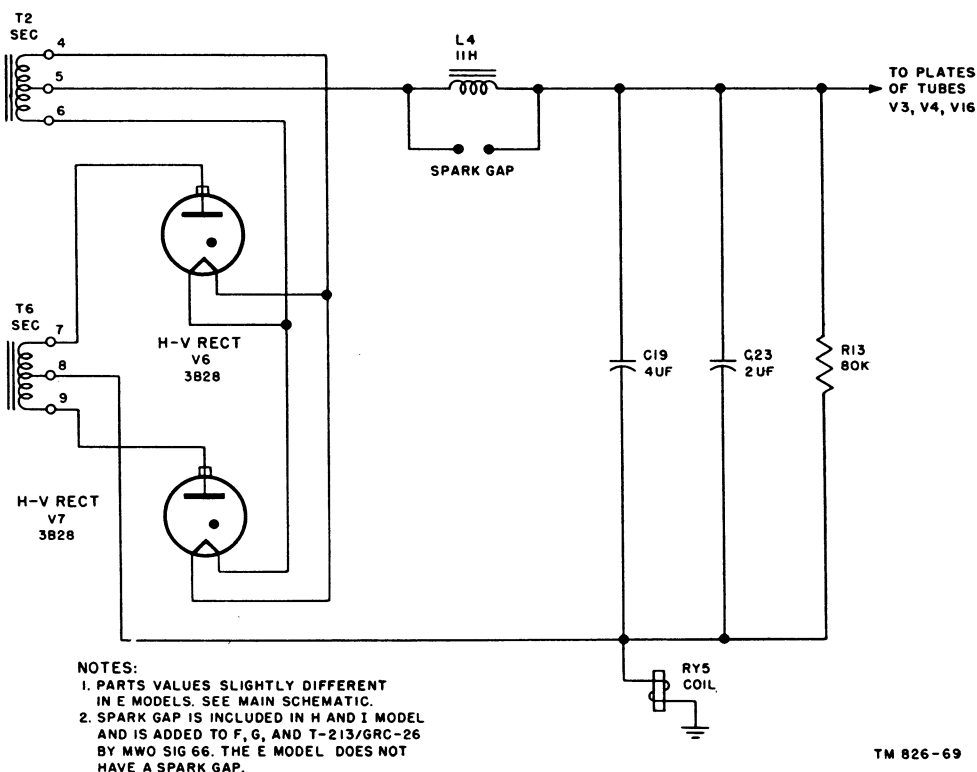 T2
SEC
4
5
6
L4
11H
SPARK GAP
TO PLATES
OF TUBES
V3, V4, V16
T6
SEC
7
8
9
H-V RECT
V6
3B28
H-V RECT
V7
3B28
C19
4UF
C23
2UF
R13
80K
RY5
COIL
NOTES:
1. PARTS VALUES SLIGHTLY DIFFERENT
IN E MODELS. SEE MAIN SCHEMATIC.
2. SPARK GAP IS INCLUDED IN H AND I MODEL
AND IS ADDED TO F, G, AND T-213/GRC-26
BY MWO SIG 66. THE E MODEL DOES NOT
HAVE A SPARK GAP.
TM 826-69